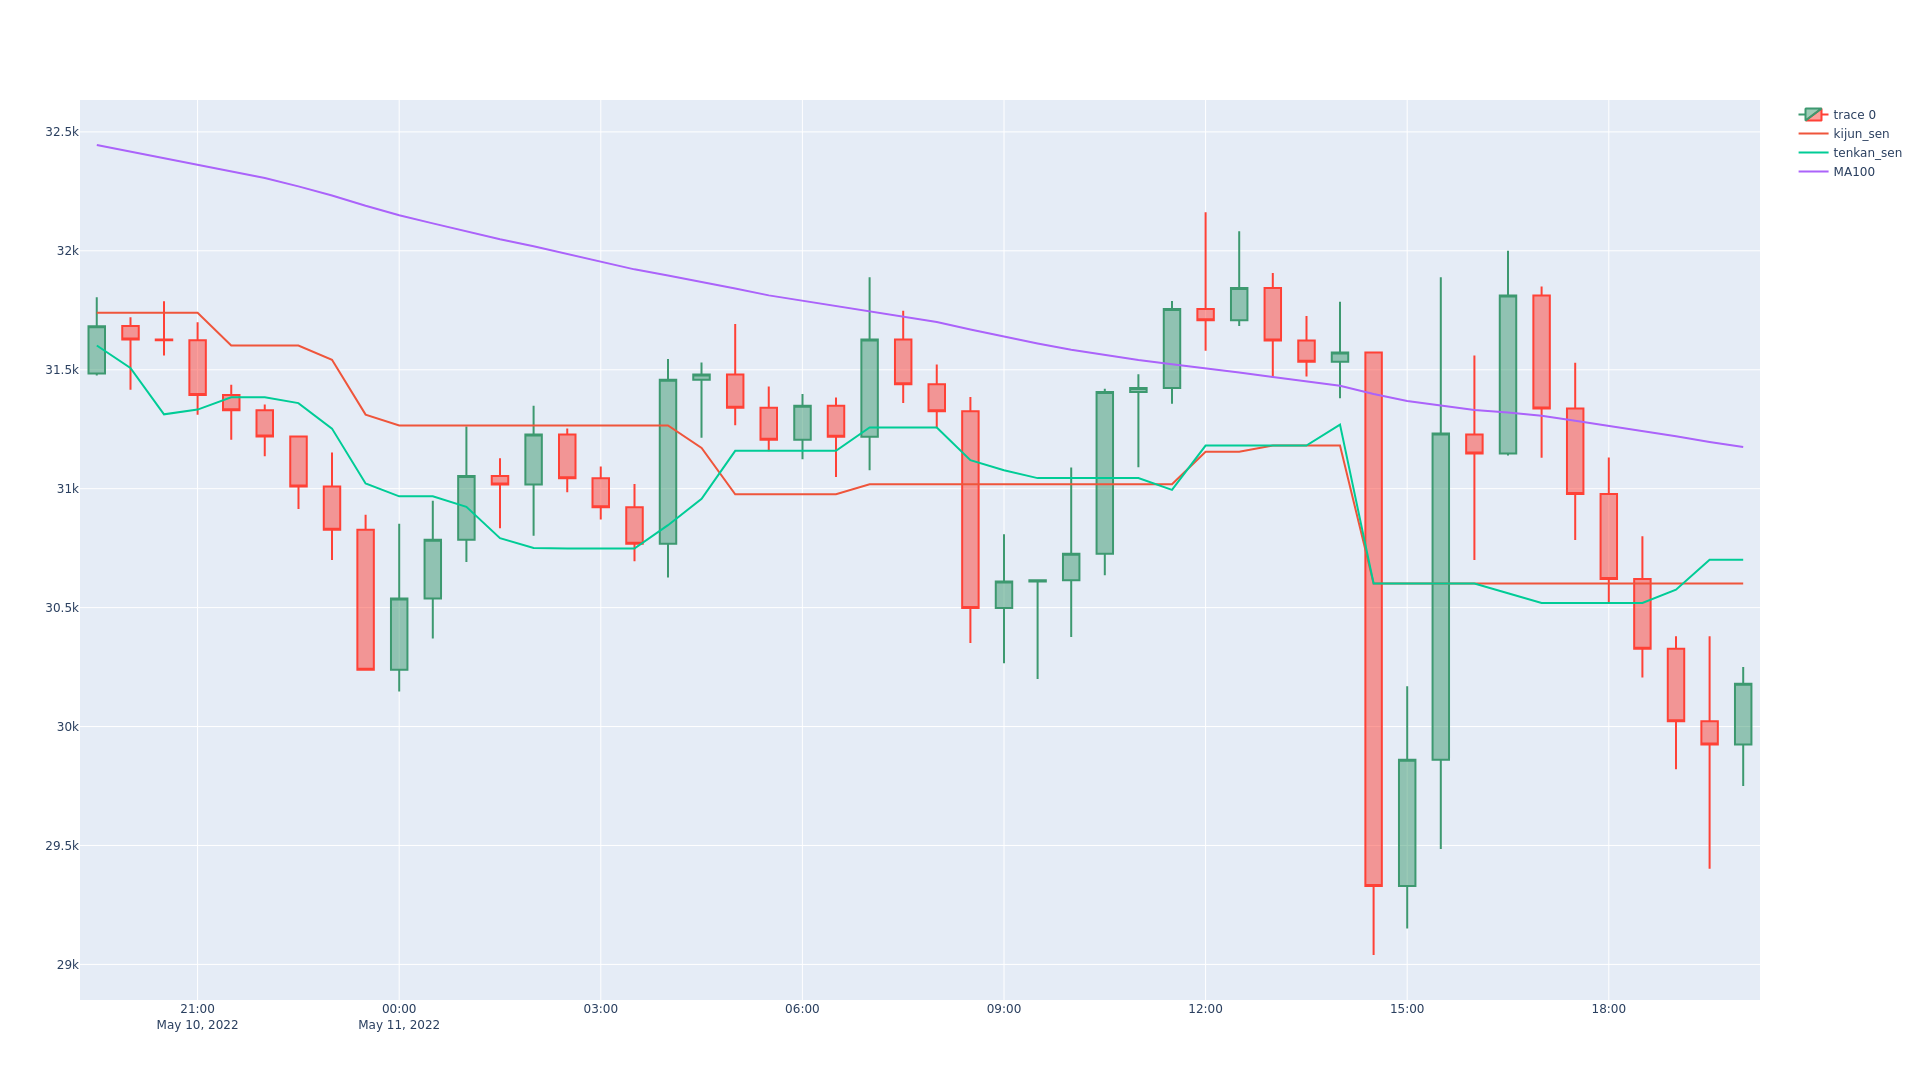 32.5k
32k
31.5k
31k
30.5k
30k
29.5k
29k
21:00
May 10, 2022
00:00
May 11, 2022
03:00
06:00
09:00
12:00
15:00
18:00
trace 0
kijun_sen
tenkan_sen
MA100